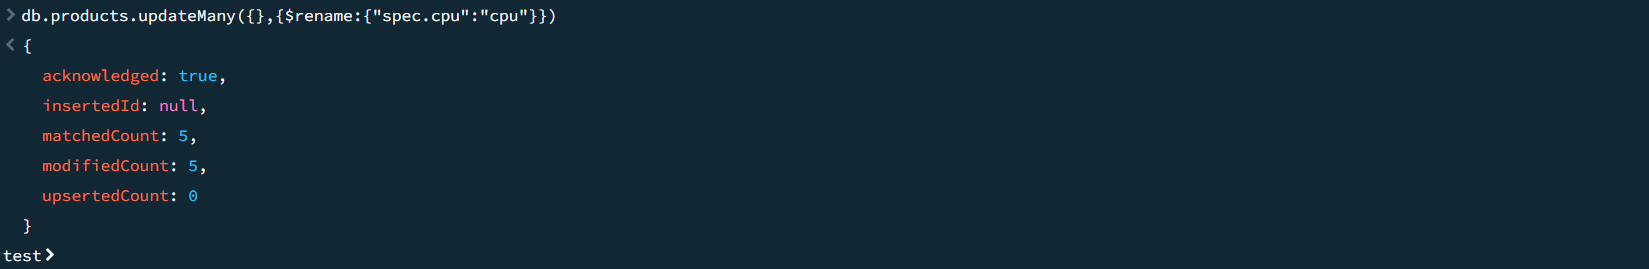 > db.products.updateMany({},{$rename:{"spec.cpu":"cpu"}})
< {
acknowledged: true,
insertedId: null,
matchedCount: 5,
modifiedCount: 5,
upsertedCount: 0
}
test>